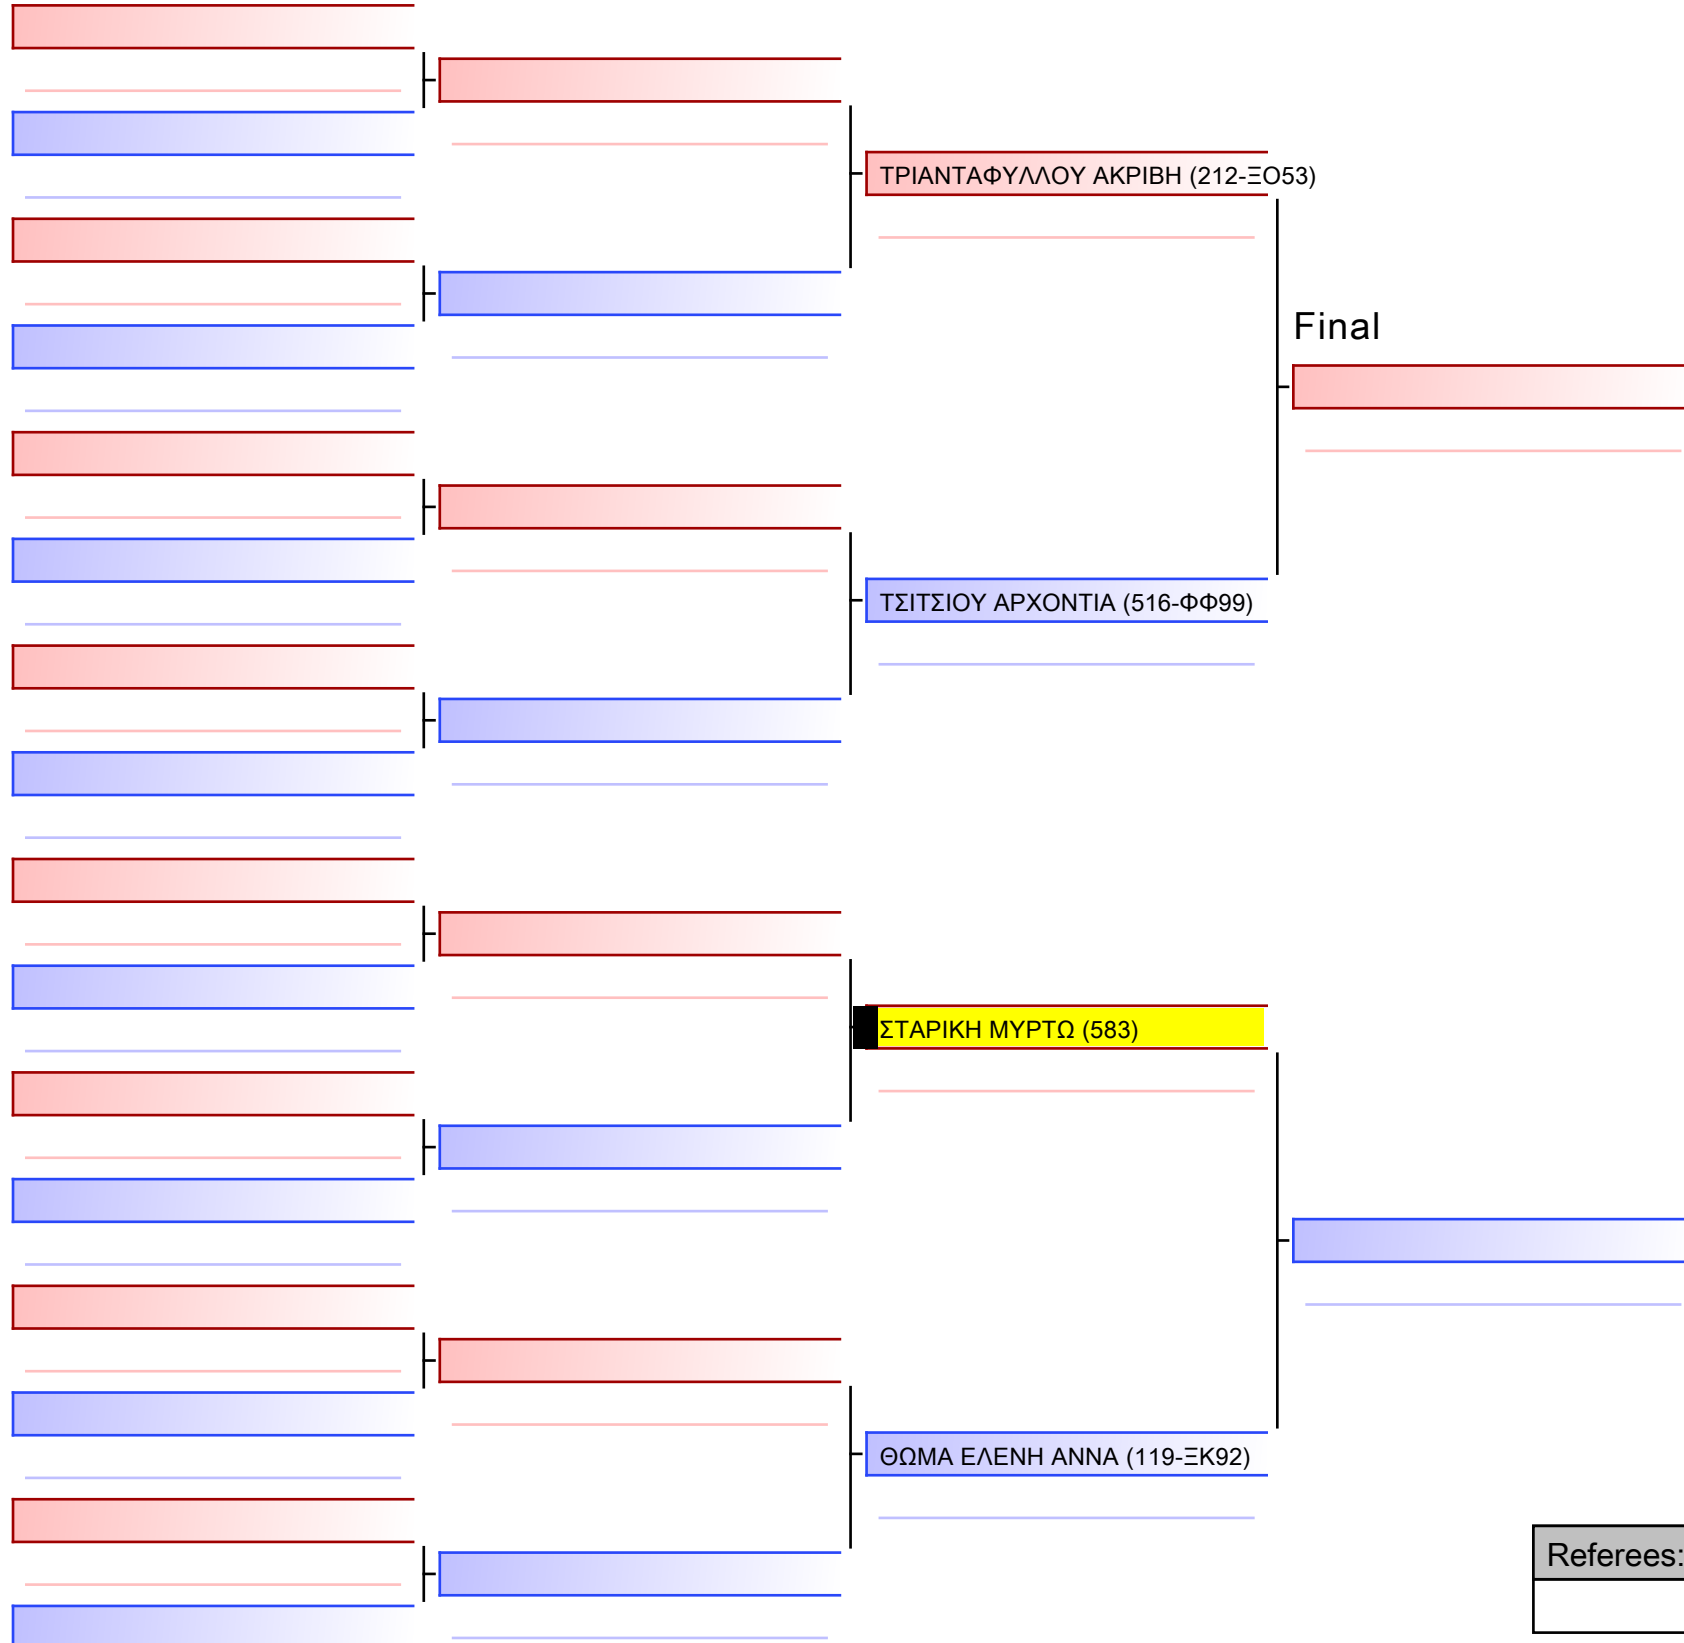 ΤΡΙΑΝΤΑΦΥΛΛΟΥ ΑΚΡΙΒΗ (212-ΞΟ53)
Final
ΤΣΙΤΣΙΟΥ ΑΡΧΟΝΤΙΑ (516-ΦΦ99)
ΣΤΑΡΙΚΗ ΜΥΡΤΩ (583)
ΘΩΜΑ ΕΛΕΝΗ ΑΝΝΑ (119-ΞΚ92)
Referees: